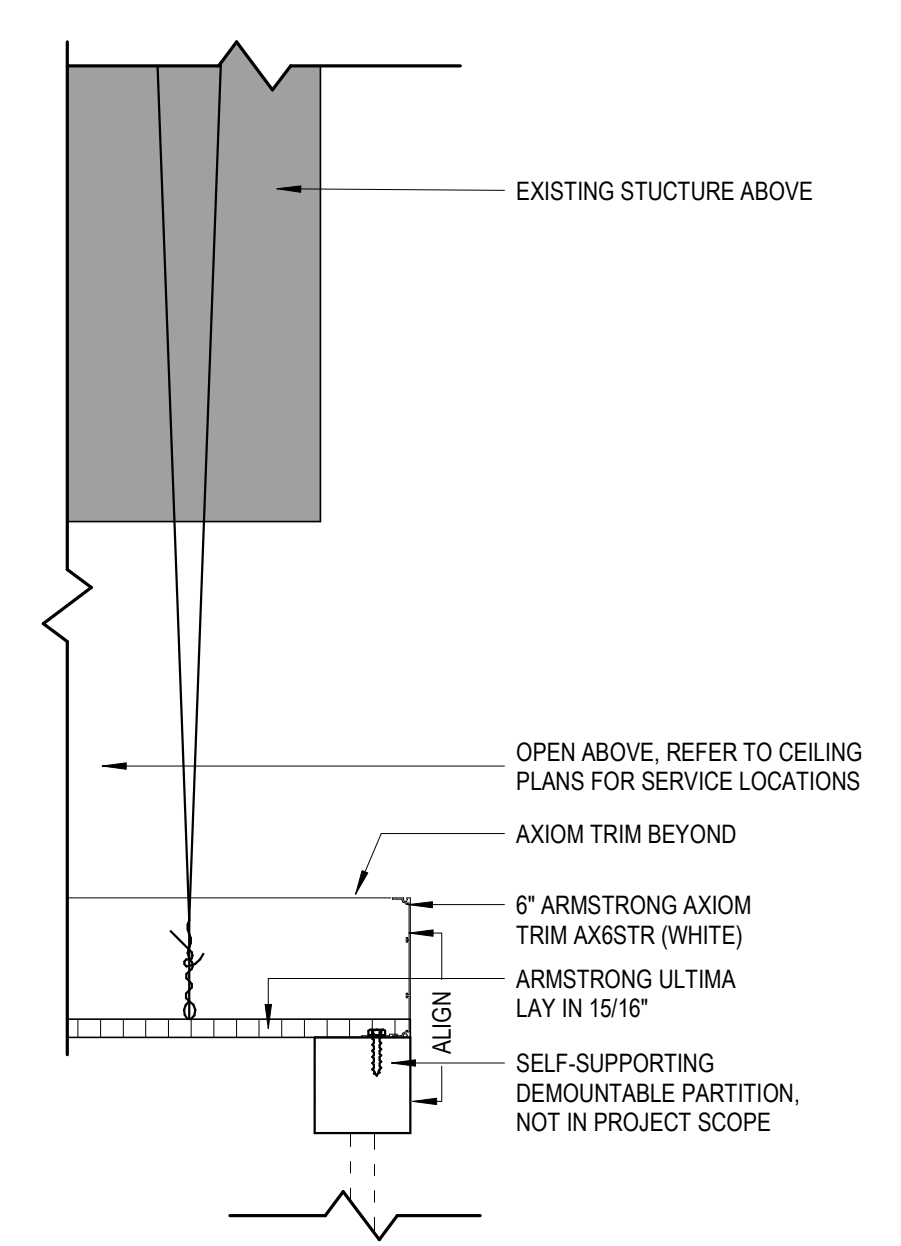 EXISTING STUCTURE ABOVE
OPEN ABOVE, REFER TO CEILING
PLANS FOR SERVICE LOCATIONS
AXIOM TRIM BEYOND
6" ARMSTRONG AXIOM
TRIM AX6STR (WHITE)
ARMSTRONG ULTIMA
LAY IN 15/16"
ALIGN
SELF-SUPPORTING
DEMOUNTABLE PARTITION,
NOT IN PROJECT SCOPE